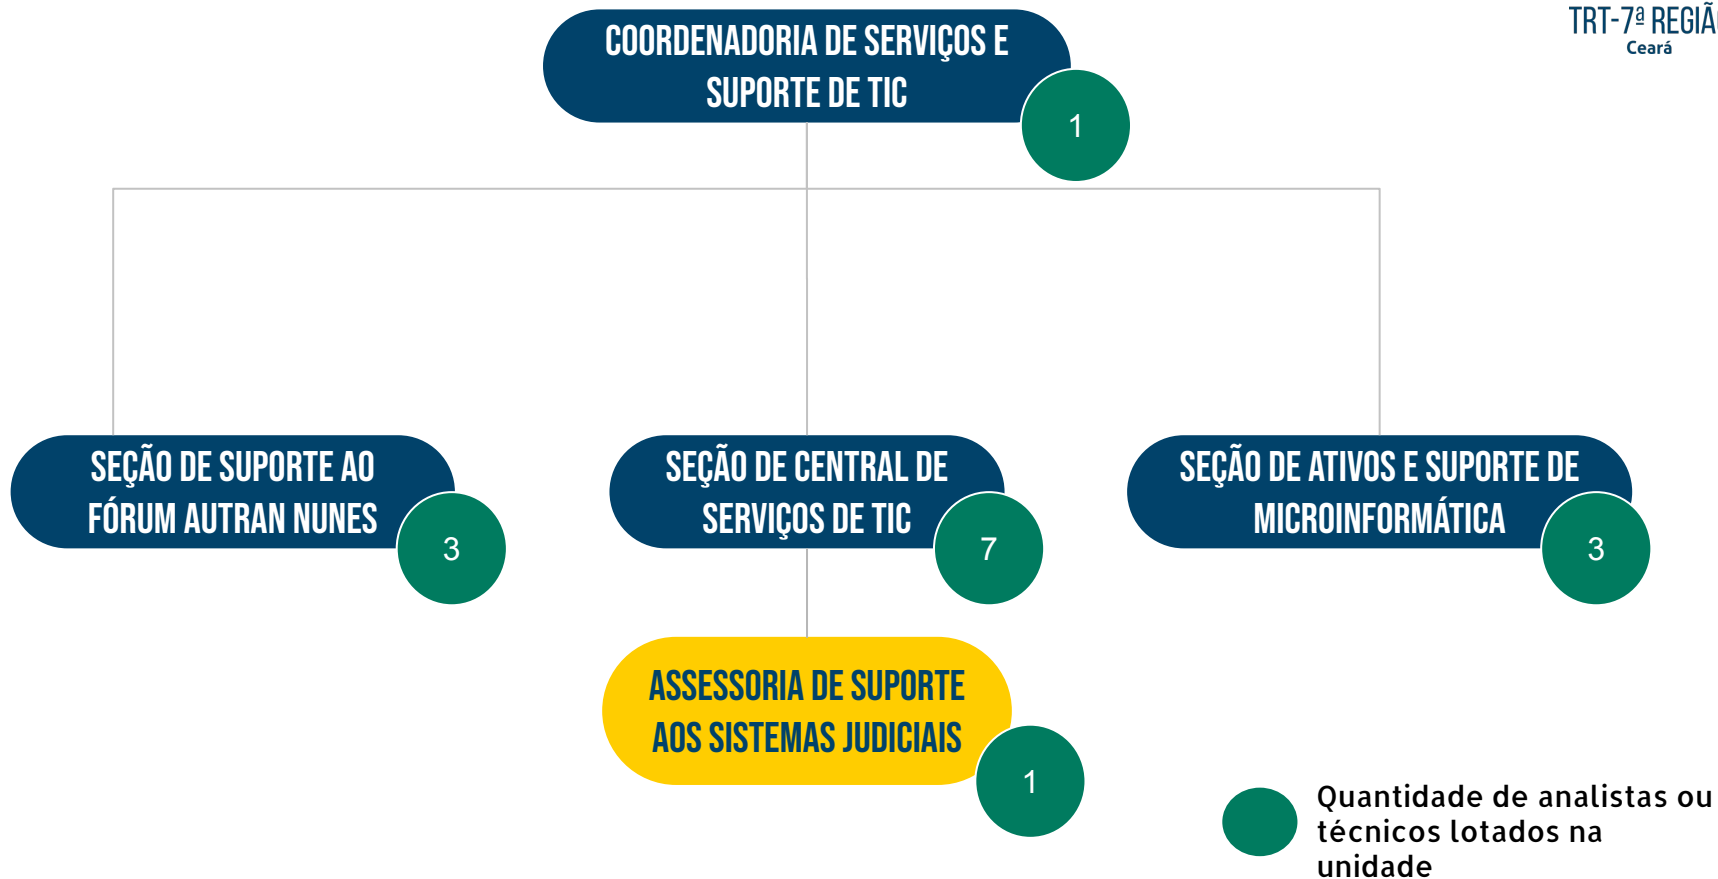 TRT-7ª REGIÃ
Ceará
COORDENADORIA DE SERVIÇOS E
SUPORTE DE TIC
1
SEÇÃO DE SUPORTE AO
FÓRUM AUTRAN NUNES
3
SEÇÃO DE CENTRAL DE
SERVIÇOS DE TIC
7
SEÇÃO DE ATIVOS E SUPORTE DE
MICROINFORMÁTICA
3
ASSESSORIA DE SUPORTE
AOS SISTEMAS JUDICIAIS
1
Quantidade de analistas ou
técnicos lotados na
unidade